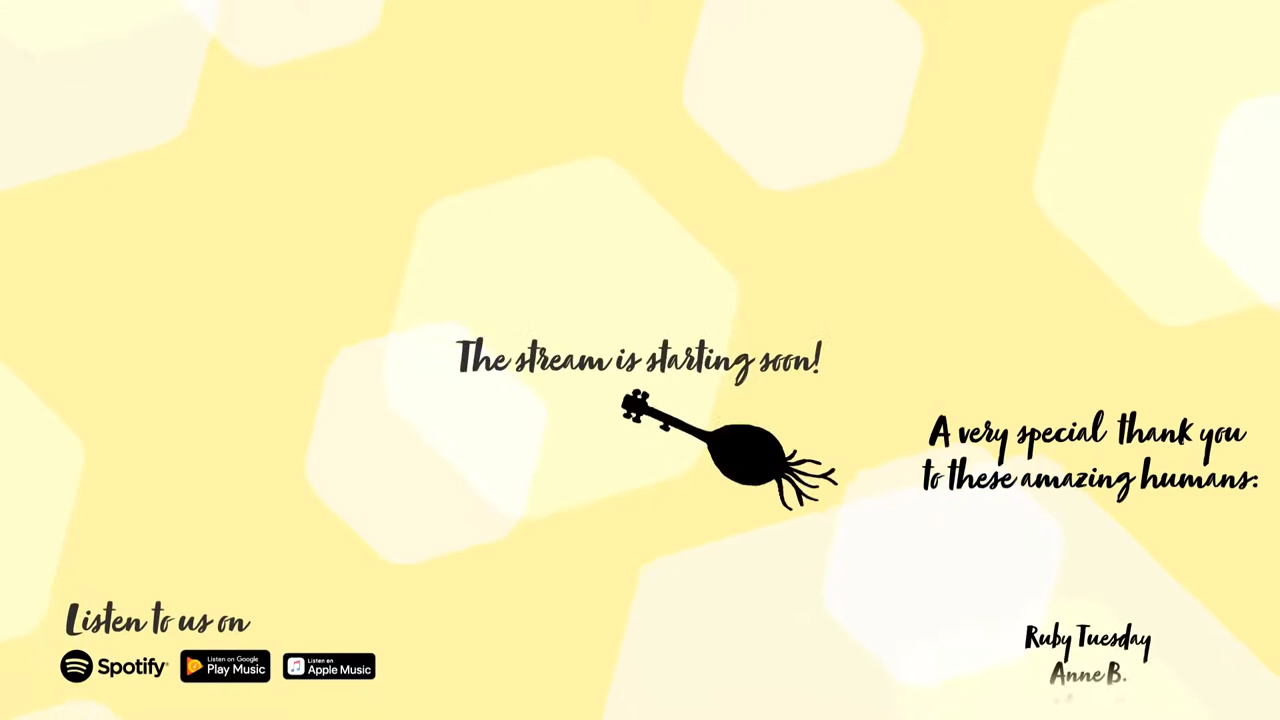 The stream is starting soon!
A very special thank you
to these amazing humans:
Listen to us on
Spotify
Listen on Google
Play Music
Listen on
Apple Music
Ruby Tuesday
Anne B.